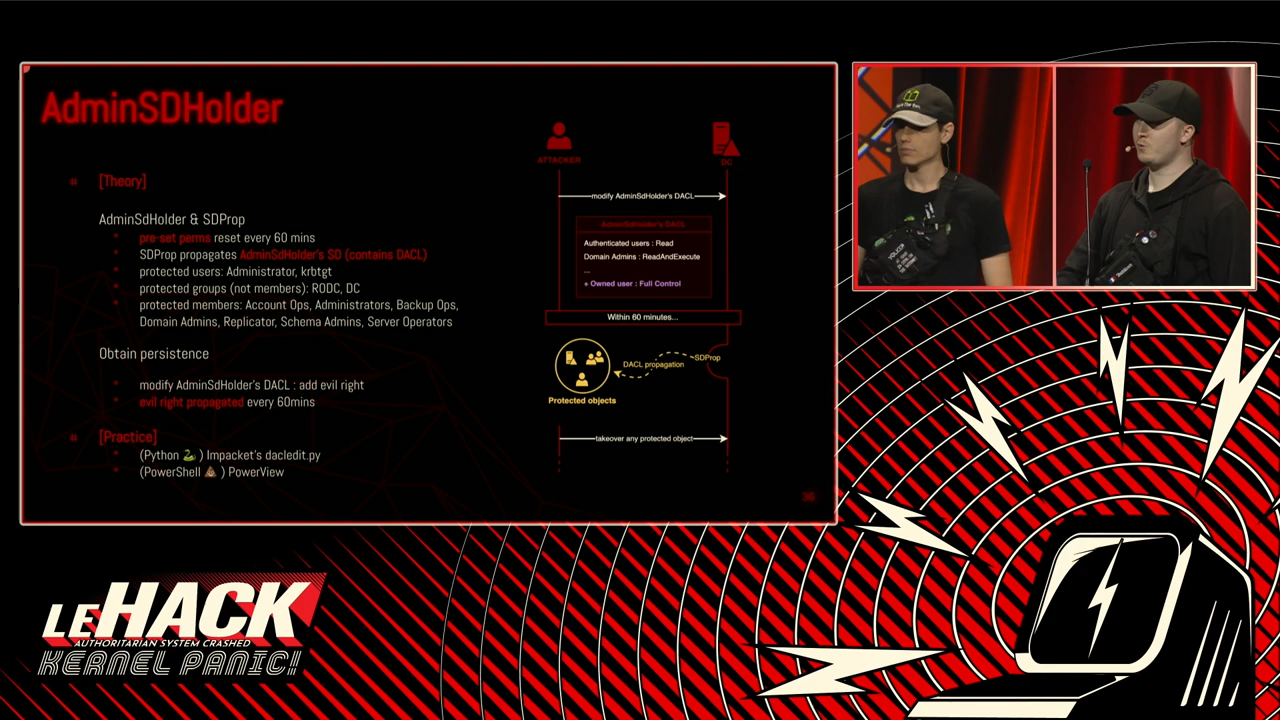 AdminSDHolder
# [Theory]
AdminSdHolder & SDProp
pre-set perms reset every 60 mins
SDProp propagates AdminSdHolder's SD (contains DACL)
protected users: Administrator, krbtgt
protected groups (not members): RODC, DC
protected members: Account Ops, Administrators, Backup Ops,
Domain Admins, Replicator, Schema Admins, Server Operators
Obtain persistence
modify AdminSdHolder's DACL : add evil right
evil right propagated every 60mins
# [Practice]
(Python 🐍 ) Impacket's dacledit.py
(PowerShell 💩 ) PowerView
ATTACKER
DC
modify AdminSdHolder's DACL
AdminSdHolder's DACL
Authenticated users : Read
Domain Admins : ReadAndExecute
...
+ Owned user : Full Control
Within 60 minutes...
SDProp
DACL propagation
Protected objects
takeover any protected object
36
LEHACK
AUTHORITARIAN SYSTEM CRASHED
KERNEL PANIC!